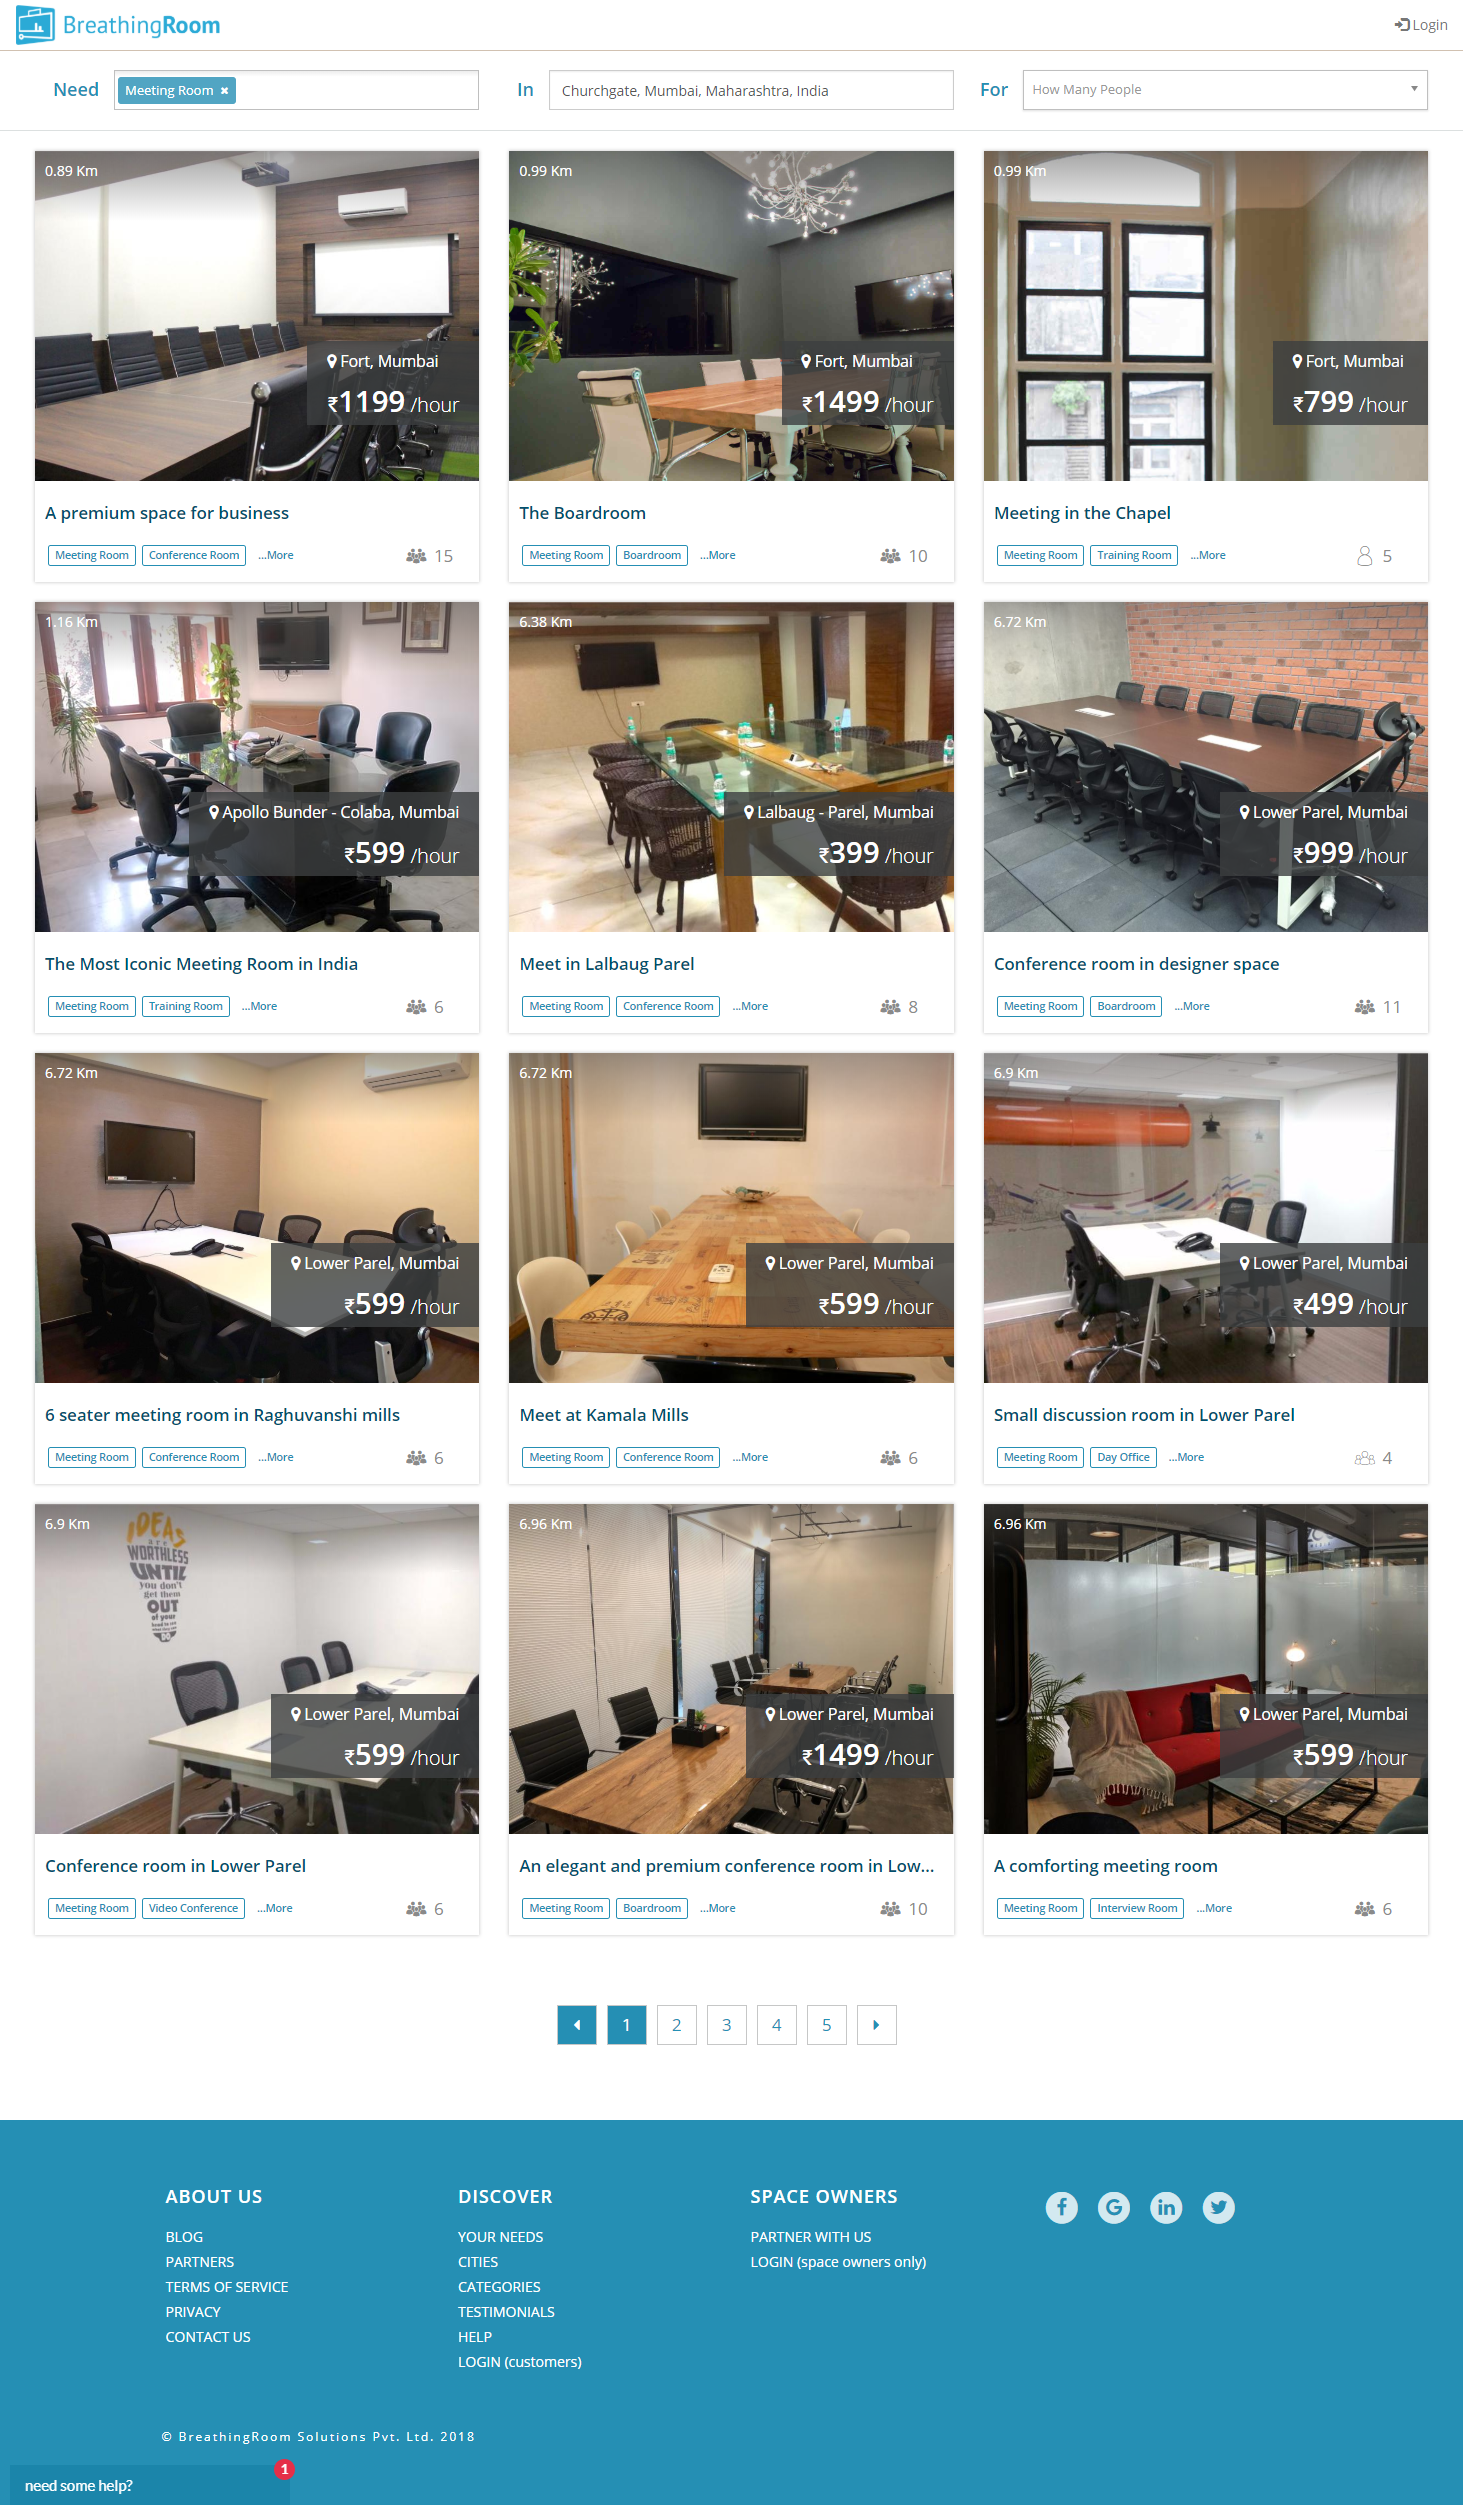 BreathingRoom
Login
Need
Meeting Room ×
In
Churchgate, Mumbai, Maharashtra, India
For
How Many People
0.89 Km
Fort, Mumbai
₹1199 /hour
A premium space for business
Meeting Room Conference Room ...More 15
0.99 Km
Fort, Mumbai
₹1499 /hour
The Boardroom
Meeting Room Boardroom ...More 10
0.99 Km
Fort, Mumbai
₹799 /hour
Meeting in the Chapel
Meeting Room Training Room ...More 5
1.16 Km
Apollo Bunder - Colaba, Mumbai
₹599 /hour
The Most Iconic Meeting Room in India
Meeting Room Training Room ...More 6
6.38 Km
Lalbaug - Parel, Mumbai
₹399 /hour
Meet in Lalbaug Parel
Meeting Room Conference Room ...More 8
6.72 Km
Lower Parel, Mumbai
₹999 /hour
Conference room in designer space
Meeting Room Boardroom ...More 11
6.72 Km
Lower Parel, Mumbai
₹599 /hour
6 seater meeting room in Raghuvanshi mills
Meeting Room Conference Room ...More 6
6.72 Km
Lower Parel, Mumbai
₹599 /hour
Meet at Kamala Mills
Meeting Room Conference Room ...More 6
6.9 Km
Lower Parel, Mumbai
₹499 /hour
Small discussion room in Lower Parel
Meeting Room Day Office ...More 4
6.9 Km
IDEAS
are
WORTHLESS
UNTIL
you don't
get them
OUT
of your
Lower Parel, Mumbai
₹599 /hour
Conference room in Lower Parel
Meeting Room Video Conference ...More 6
6.96 Km
Lower Parel, Mumbai
₹1499 /hour
An elegant and premium conference room in Low...
Meeting Room Boardroom ...More 10
6.96 Km
Lower Parel, Mumbai
₹599 /hour
A comforting meeting room
Meeting Room Interview Room ...More 6
1 2 3 4 5
ABOUT US
BLOG
PARTNERS
TERMS OF SERVICE
PRIVACY
CONTACT US
DISCOVER
YOUR NEEDS
CITIES
CATEGORIES
TESTIMONIALS
HELP
LOGIN (customers)
SPACE OWNERS
PARTNER WITH US
LOGIN (space owners only)
© BreathingRoom Solutions Pvt. Ltd. 2018
need some help?
1